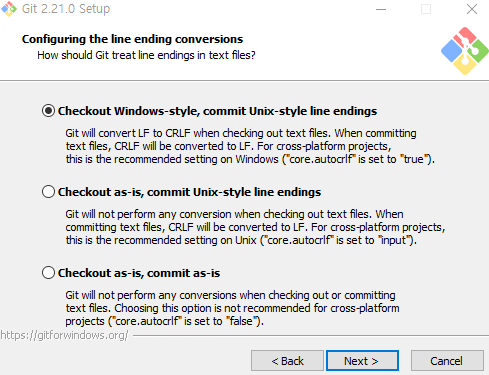 Git 2.21.0 Setup
Configuring the line ending conversions
How should Git treat line endings in text files?
Checkout Windows-style, commit Unix-style line endings
Git will convert LF to CRLF when checking out text files. When committing
text files, CRLF will be converted to LF. For cross-platform projects,
this is the recommended setting on Windows ("core.autocrlf" is set to "true").
Checkout as-is, commit Unix-style line endings
Git will not perform any conversion when checking out text files. When
committing text files, CRLF will be converted to LF. For cross-platform projects,
this is the recommended setting on Unix ("core.autocrlf" is set to "input").
Checkout as-is, commit as-is
Git will not perform any conversions when checking out or committing
text files. Choosing this option is not recommended for cross-platform
projects ("core.autocrlf" is set to "false").
https://gitforwindows.org/
< Back
Next >
Cancel